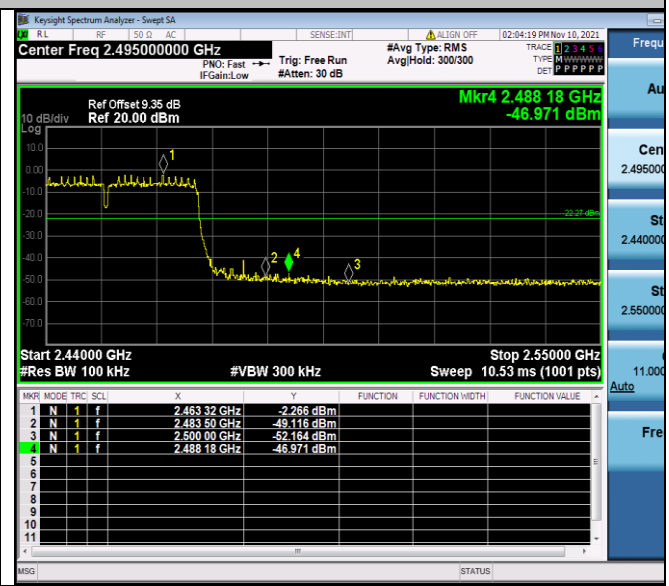 Keysight Spectrum Analyzer - Swept SA
RL RF 50 Ω AC SENSE:INT ALIGN OFF 02:04:19 PM Nov 10, 2021
Center Freq 2.495000000 GHz
PNO: Fast
IFGain:Low
Trig: Free Run
#Atten: 30 dB
#Avg Type: RMS
Avg|Hold: 300/300
TRACE 1 2 3 4 5 6
TYPE M WWWWW
DET P P P P P P
Ref Offset 9.35 dB
10 dB/div Ref 20.00 dBm
Log
Mkr4 2.488 18 GHz
-46.971 dBm
10.0
0.00
-10.0
-20.0
-30.0
-40.0
-50.0
-60.0
-70.0
1
2
4
3
Start 2.44000 GHz
Stop 2.55000 GHz
#Res BW 100 kHz
#VBW 300 kHz
Sweep 10.53 ms (1001 pts)
MKR MODE TRC SCL X Y FUNCTION FUNCTION WIDTH FUNCTION VALUE
1 N 1 f 2.463 32 GHz -2.266 dBm
2 N 1 f 2.483 50 GHz -49.116 dBm
3 N 1 f 2.500 00 GHz -52.164 dBm
4 N 1 f 2.488 18 GHz -46.971 dBm
5
6
7
8
9
10
11
MSG
STATUS
Frequ
Au
Cen
2.495000
St
2.440000
St
2.550000
11.000
Auto
Fre